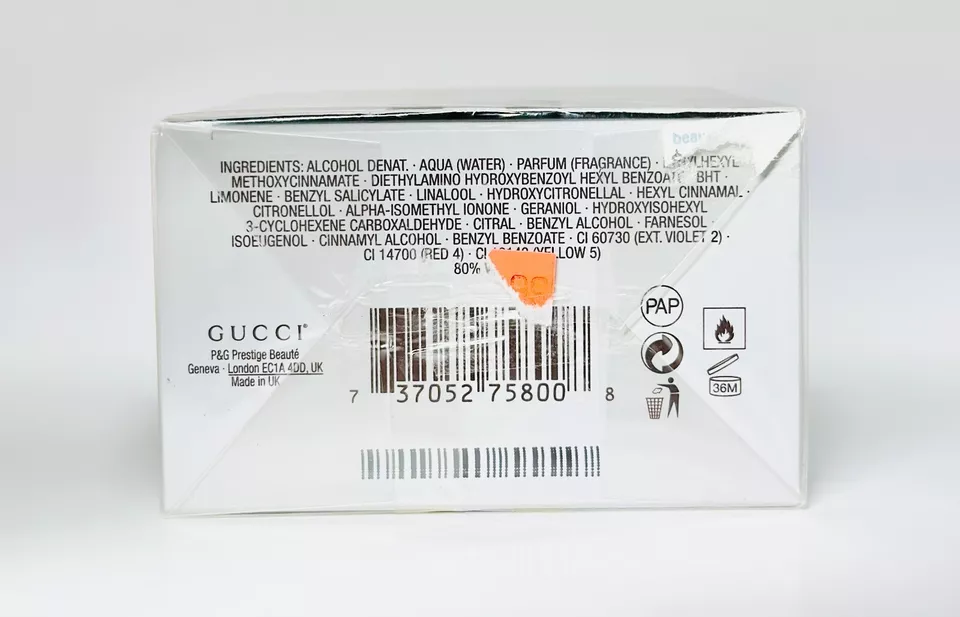 INGREDIENTS: ALCOHOL DENAT. · AQUA (WATER) · PARFUM (FRAGRANCE) ·
METHOXYCINNAMATE · DIETHYLAMINO HYDROXYBENZOYL HEXYL BENZOATE · BHT ·
LIMONENE · BENZYL SALICYLATE · LINALOOL · HYDROXYCITRONELLAL · HEXYL CINNAMAL ·
CITRONELLOL · ALPHA-ISOMETHYL IONONE · GERANIOL · HYDROXYISOHEXYL
3-CYCLOHEXENE CARBOXALDEHYDE · CITRAL · BENZYL ALCOHOL · FARNESOL ·
ISOEUGENOL · CINNAMYL ALCOHOL · BENZYL BENZOATE · CI 60730 (EXT. VIOLET 2) ·
CI 14700 (RED 4) · CI (YELLOW 5)
80%
GUCCI®
P&G Prestige Beauté
Geneva · London EC1A 4DD, UK
Made in UK
7 37052 75800 8
PAP
36M